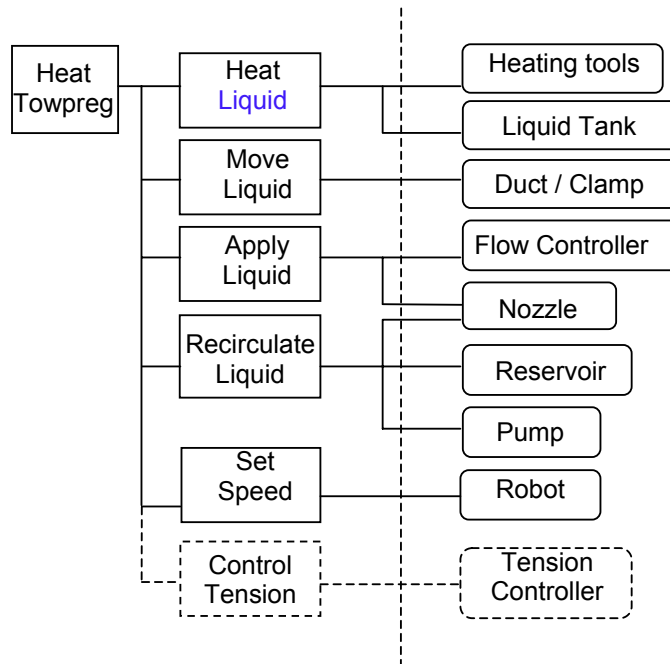 Heat
Towpreg
Heat
Liquid
Move
Liquid
Apply
Liquid
Recirculate
Liquid
Set
Speed
Control
Tension
Heating tools
Liquid Tank
Duct / Clamp
Flow Controller
Nozzle
Reservoir
Pump
Robot
Tension
Controller